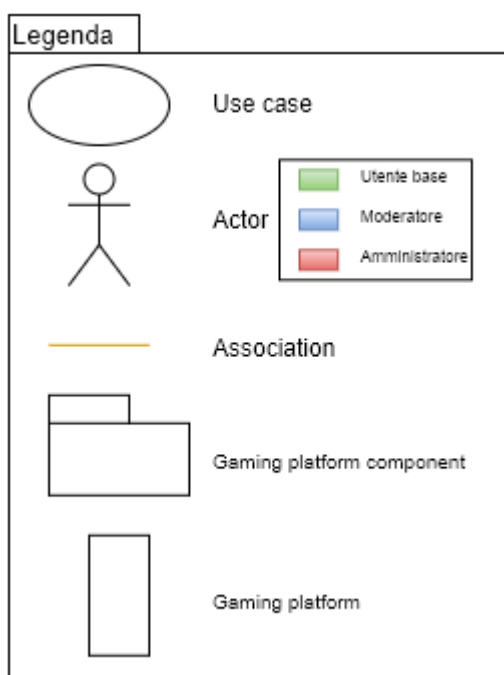 Legenda
Use case
Actor
Utente base
Moderatore
Amministratore
Association
Gaming platform component
Gaming platform